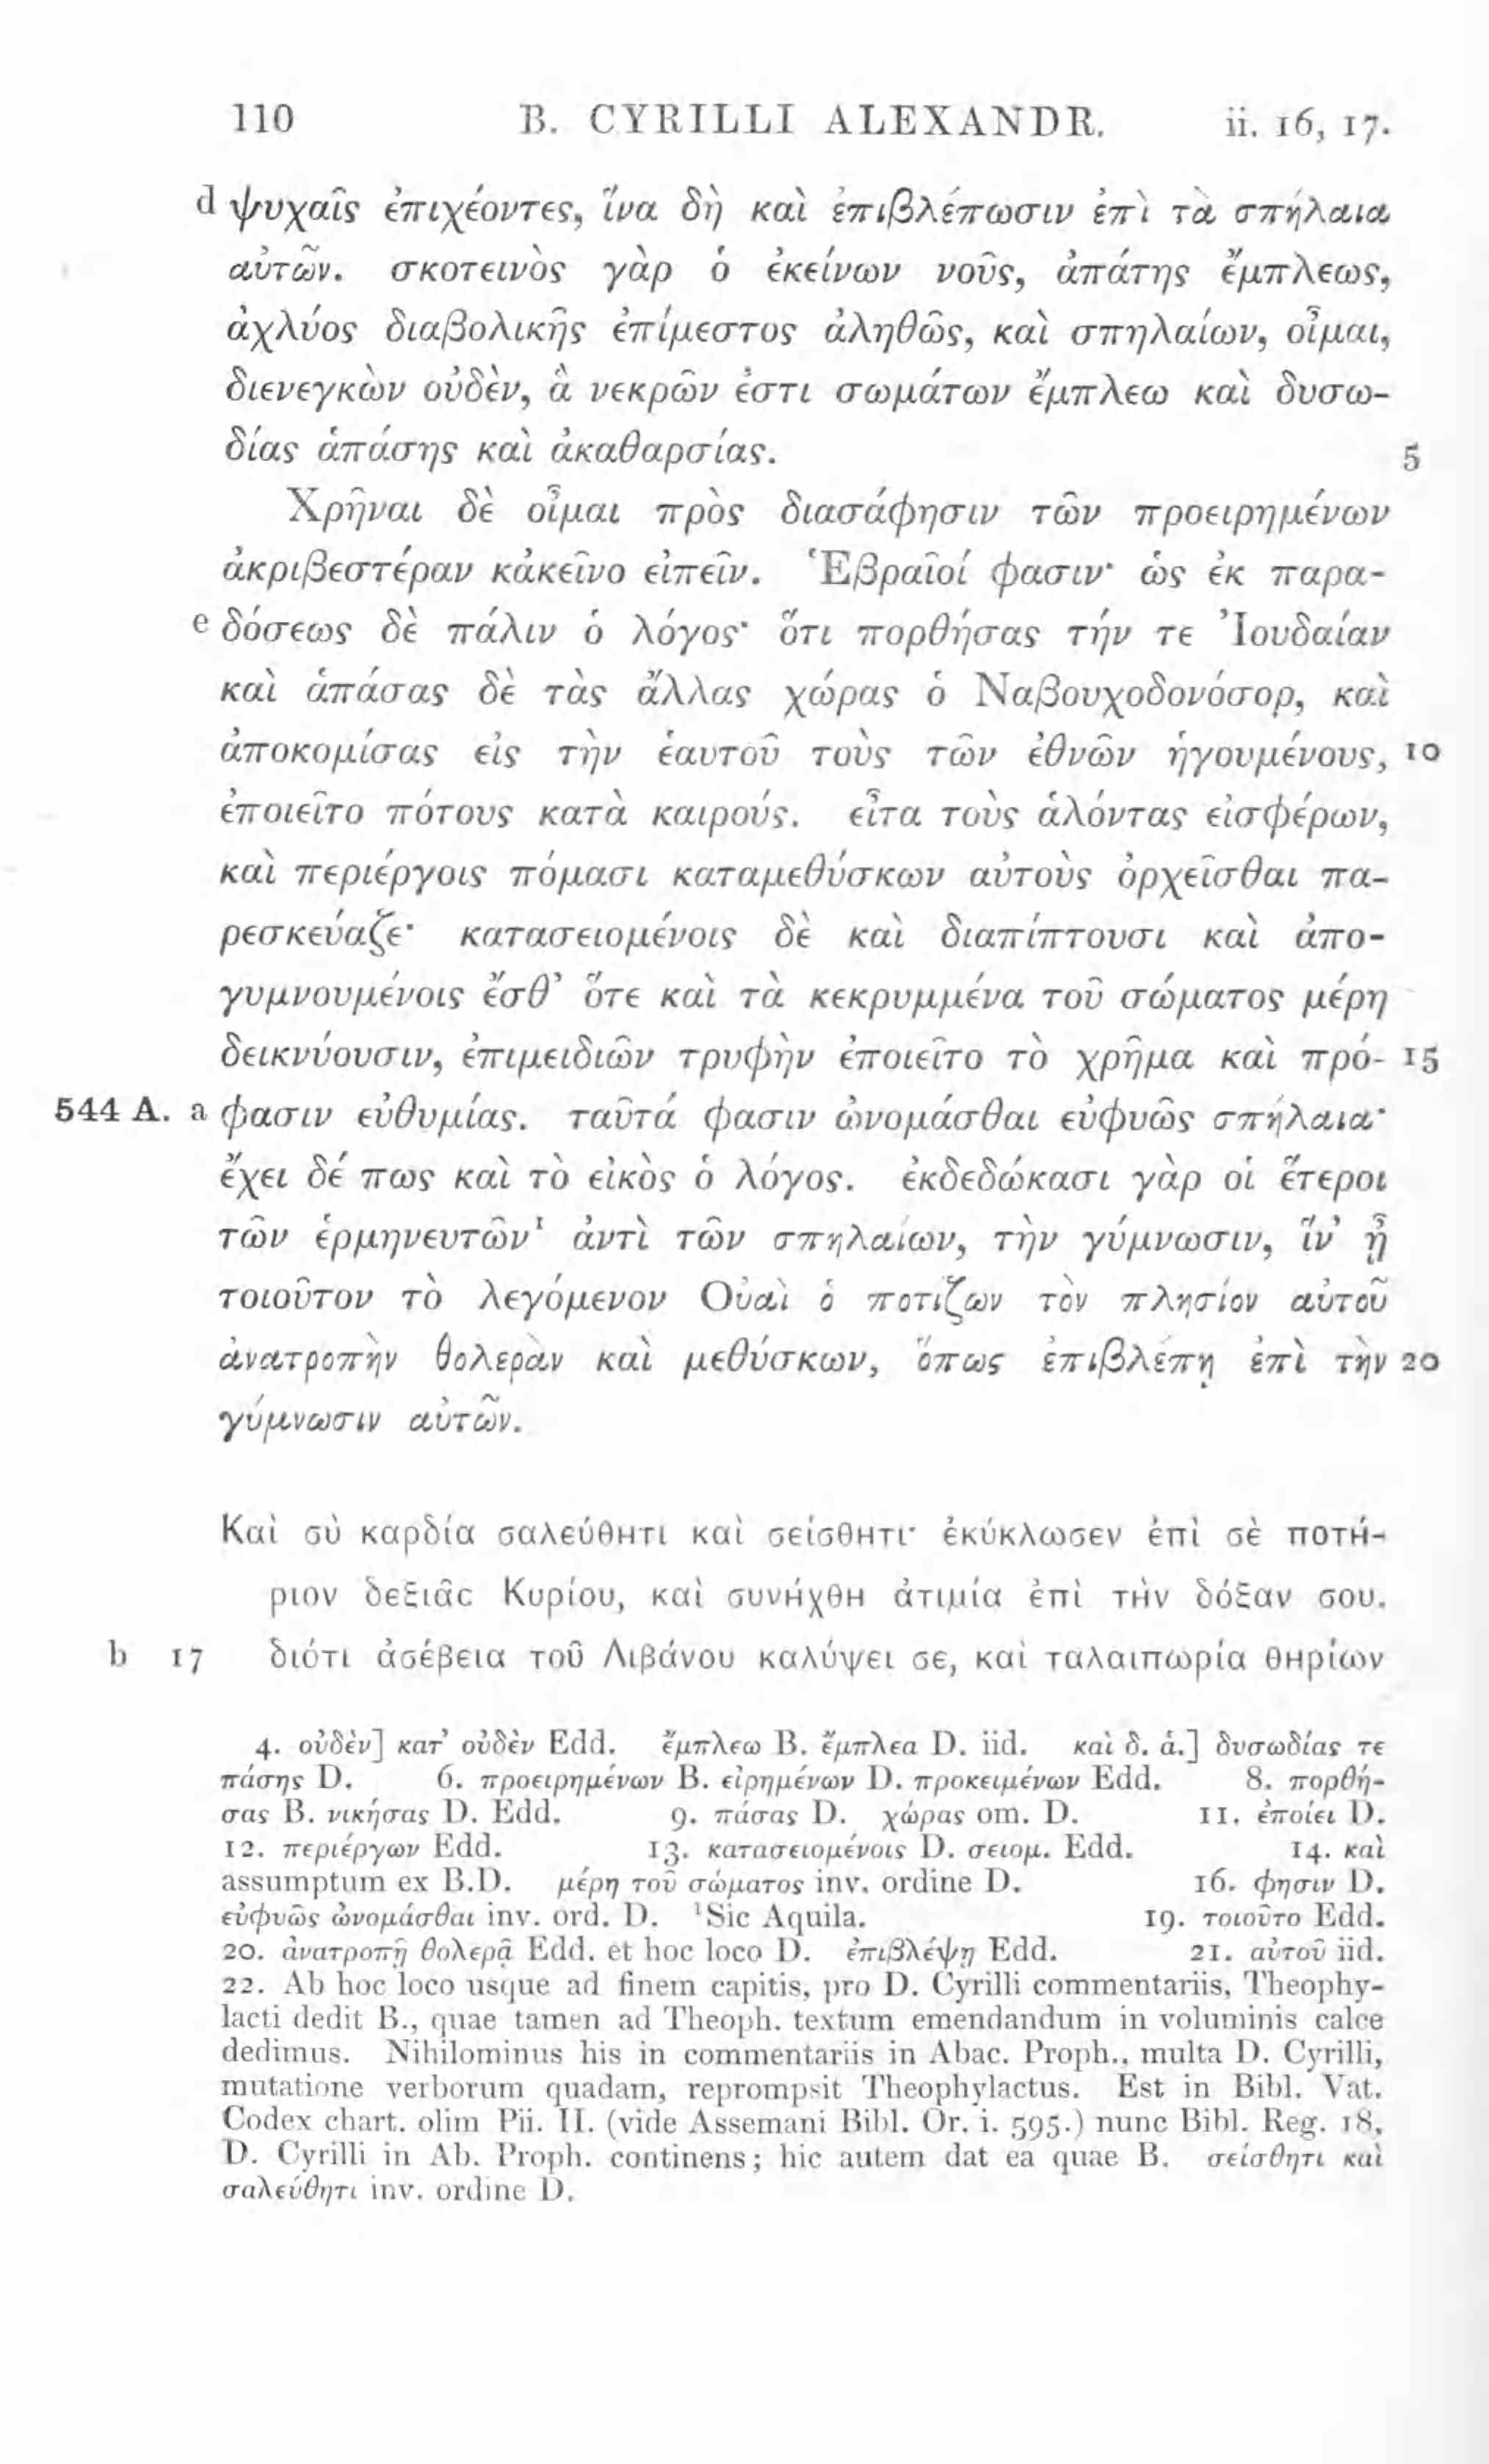 110 B. CYRILLI ALEXANDR. ii. 16, 17.
d ψυχαῖς ἐπιχέοντες, ἵνα δὴ καὶ ἐπιβλέπωσιν ἐπὶ τὰ σπήλαια
αὐτῶν. σκοτεινὸς γὰρ ὁ ἐκείνων νοῦς, ἀπάτης ἔμπλεως,
ἀχλύος διαβολικῆς ἐπίμεστος ἀληθῶς, καὶ σπηλαίων, οἶμαι,
διενεγκὼν οὐδὲν, ἃ νεκρῶν ἐστι σωμάτων ἔμπλεω καὶ δυσω-
δίας ἁπάσης καὶ ἀκαθαρσίας. 5
Χρῆναι δὲ οἶμαι πρὸς διασάφησιν τῶν προειρημένων
ἀκριβεστέραν κἀκεῖνο εἰπεῖν. Ἑβραῖοί φασιν· ὡς ἐκ παρα-
e δόσεως δὲ πάλιν ὁ λόγος· ὅτι πορθήσας τήν τε Ἰουδαίαν
καὶ ἁπάσας δὲ τὰς ἄλλας χώρας ὁ Ναβουχοδονόσορ, καὶ
ἀποκομίσας εἰς τὴν ἑαυτοῦ τοὺς τῶν ἐθνῶν ἡγουμένους, 10
ἐποιεῖτο πότους κατὰ καιρούς. εἶτα τοὺς ἁλόντας εἰσφέρων,
καὶ περιέργοις πόμασι καταμεθύσκων αὐτοὺς ὀρχεῖσθαι πα-
ρεσκεύαζε· κατασειομένοις δὲ καὶ διαπίπτουσι καὶ ἀπο-
γυμνουμένοις ἔσθ’ ὅτε καὶ τὰ κεκρυμμένα τοῦ σώματος μέρη
δεικνύουσιν, ἐπιμειδιῶν τρυφὴν ἐποιεῖτο τὸ χρῆμα καὶ πρό- 15
544 A. a φασιν εὐθυμίας. ταῦτά φασιν ὠνομάσθαι εὐφυῶς σπήλαια·
ἔχει δέ πως καὶ τὸ εἰκὸς ὁ λόγος. ἐκδεδώκασι γὰρ οἱ ἕτεροι
τῶν ἑρμηνευτῶν¹ ἀντὶ τῶν σπηλαίων, τὴν γύμνωσιν, ἵν’ ᾖ
τοιοῦτον τὸ λεγόμενον Οὐαὶ ὁ ποτίζων τὸν πλησίον αὐτοῦ
ἀνατροπὴν θολερὰν καὶ μεθύσκων, ὅπως ἐπιβλέπῃ ἐπὶ τὴν 20
γύμνωσιν αὐτῶν.
Καὶ σὺ καρδία σαλεύθητι καὶ σείσθητι· ἐκύκλωσεν ἐπὶ σὲ ποτή-
ριον δεξιᾶς Κυρίου, καὶ συνήχθη ἀτιμία ἐπὶ τὴν δόξαν σου.
b 17 διότι ἀσέβεια τοῦ Λιβάνου καλύψει σε, καὶ ταλαιπωρία θηρίων
4. οὐδὲν] κατ’ οὐδὲν Edd. ἔμπλεω B. ἔμπλεα D. iid. καὶ δ. ἁ.] δυσωδίας τε
πάσης D. 6. προειρημένων B. εἰρημένων D. προκειμένων Edd. 8. πορθή-
σας B. νικήσας D. Edd. 9. πάσας D. χώρας om. D. 11. ἐποίει D.
12. περιέργων Edd. 13. κατασειομένοις D. σειομ. Edd. 14. καὶ
assumptum ex B.D. μέρη τοῦ σώματος inv. ordine D. 16. φησιν D.
εὐφυῶς ὠνομάσθαι inv. ord. D. ¹Sic Aquila. 19. τοιοῦτο Edd.
20. ἀνατροπῇ θολερᾷ Edd. et hoc loco D. ἐπιβλέψῃ Edd. 21. αὐτοῦ iid.
22. Ab hoc loco usque ad finem capitis, pro D. Cyrilli commentariis, Theophy-
lacti dedit B., quae tamen ad Theoph. textum emendandum in voluminis calce
dedimus. Nihilominus his in commentariis in Abac. Proph., multa D. Cyrilli,
mutatione verborum quadam, reprompsit Theophylactus. Est in Bibl. Vat.
Codex chart. olim Pii. II. (vide Assemani Bibl. Or. i. 595.) nunc Bibl. Reg. 18,
D. Cyrilli in Ab. Proph. continens; hic autem dat ea quae B. σείσθητι καὶ
σαλεύθητι inv. ordine D.